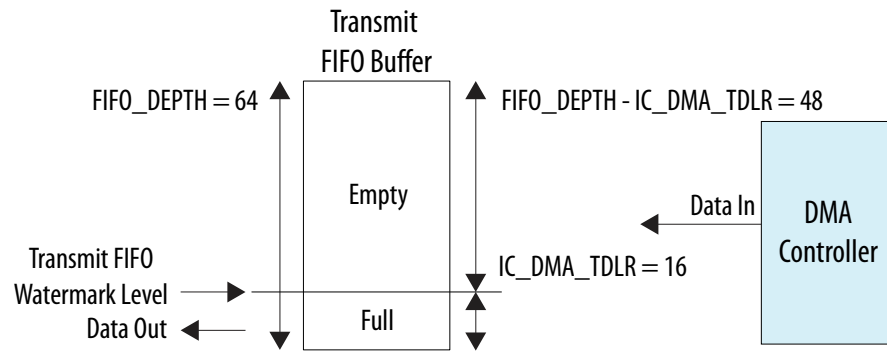 Transmit
FIFO Buffer
FIFO_DEPTH = 64
FIFO_DEPTH - IC_DMA_TDLR = 48
Empty
Data In
DMA
Controller
Transmit FIFO
Watermark Level
IC_DMA_TDLR = 16
Data Out
Full